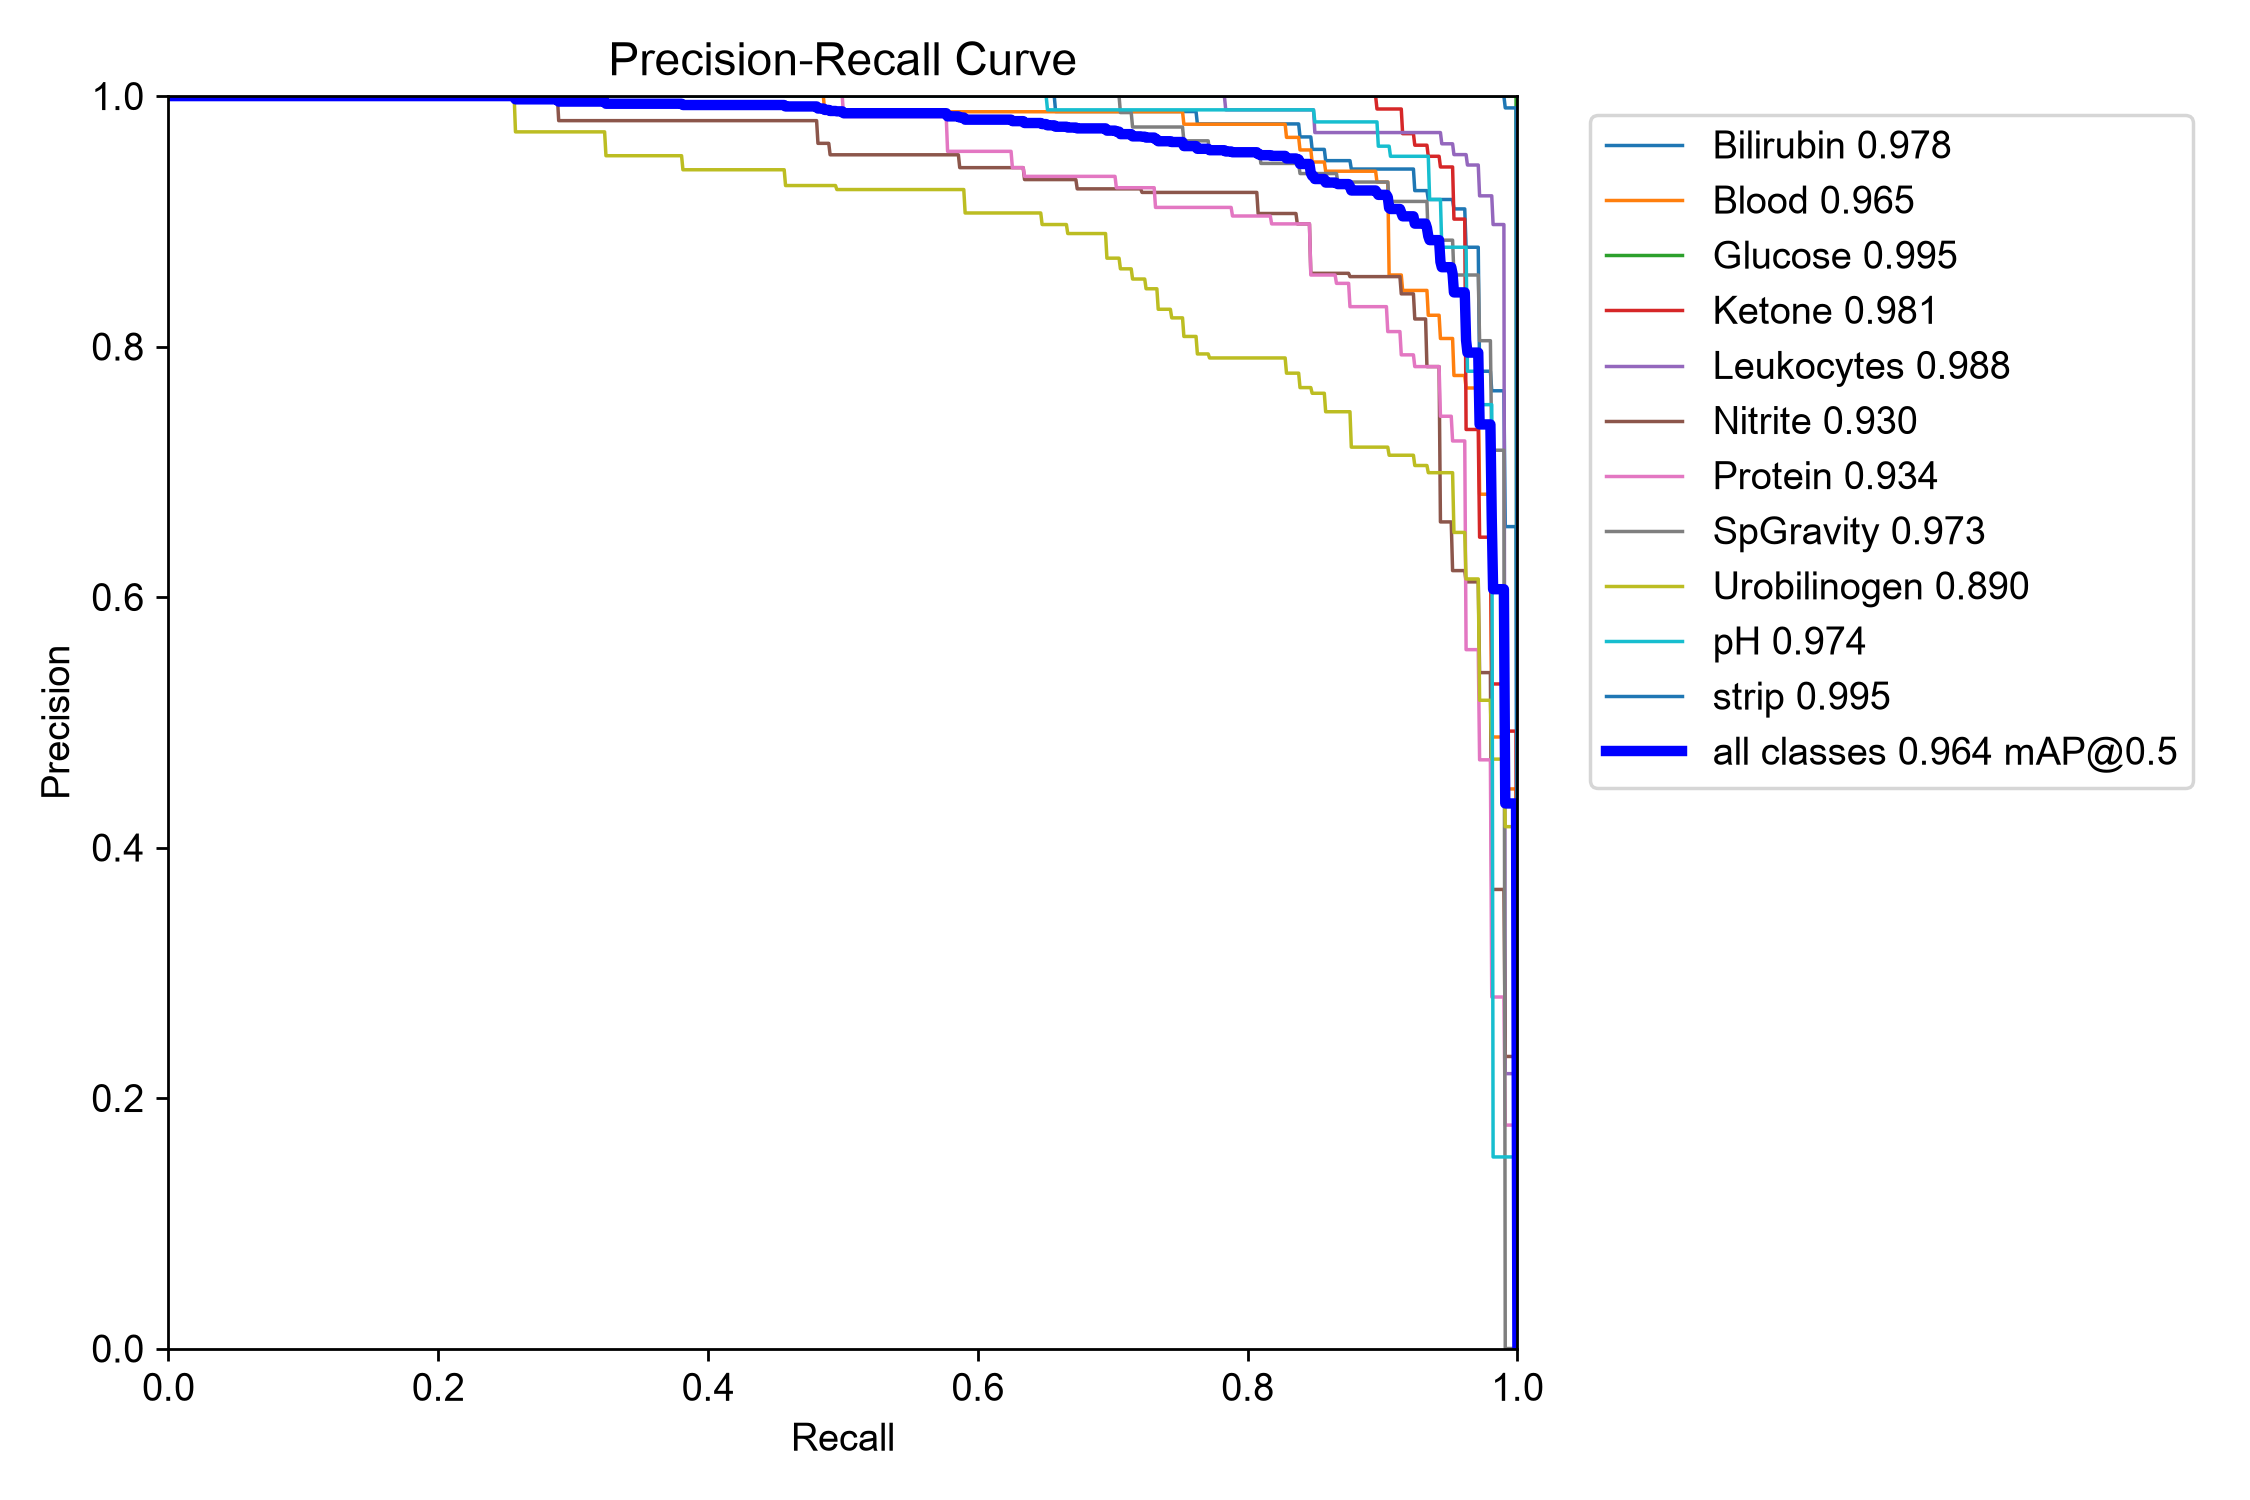 Precision-Recall Curve
1.0
0.8
0.6
0.4
0.2
0.0
Precision
0.0 0.2 0.4 0.6 0.8 1.0
Recall
Bilirubin 0.978
Blood 0.965
Glucose 0.995
Ketone 0.981
Leukocytes 0.988
Nitrite 0.930
Protein 0.934
SpGravity 0.973
Urobilinogen 0.890
pH 0.974
strip 0.995
all classes 0.964 mAP@0.5